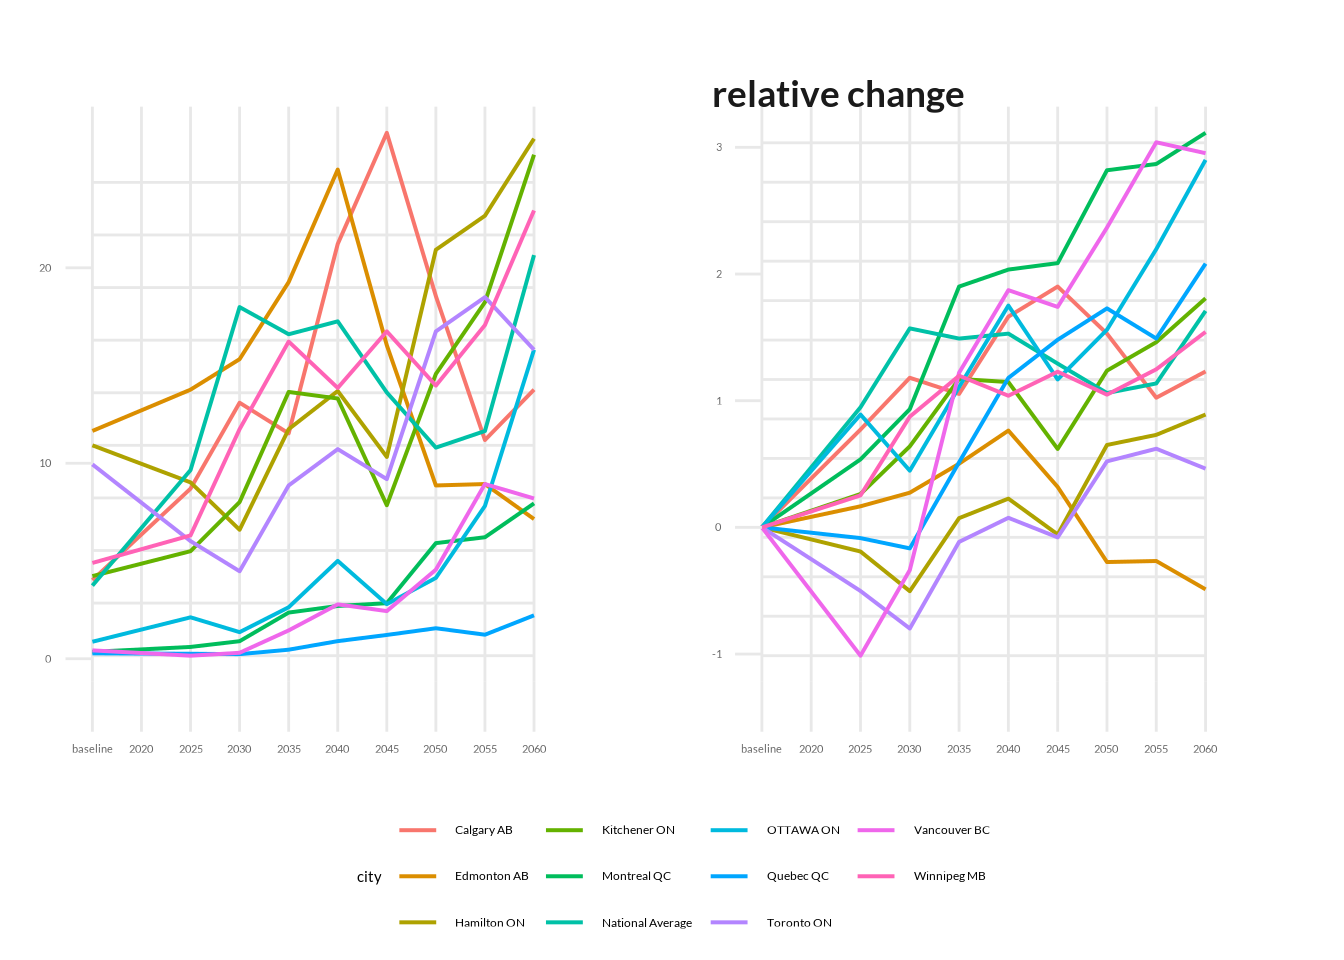 relative change
20
10
0
baseline 2020 2025 2030 2035 2040 2045 2050 2055 2060
3
2
1
0
-1
baseline 2020 2025 2030 2035 2040 2045 2050 2055 2060
city
Calgary AB Kitchener ON OTTAWA ON Vancouver BC
Edmonton AB Montreal QC Quebec QC Winnipeg MB
Hamilton ON National Average Toronto ON